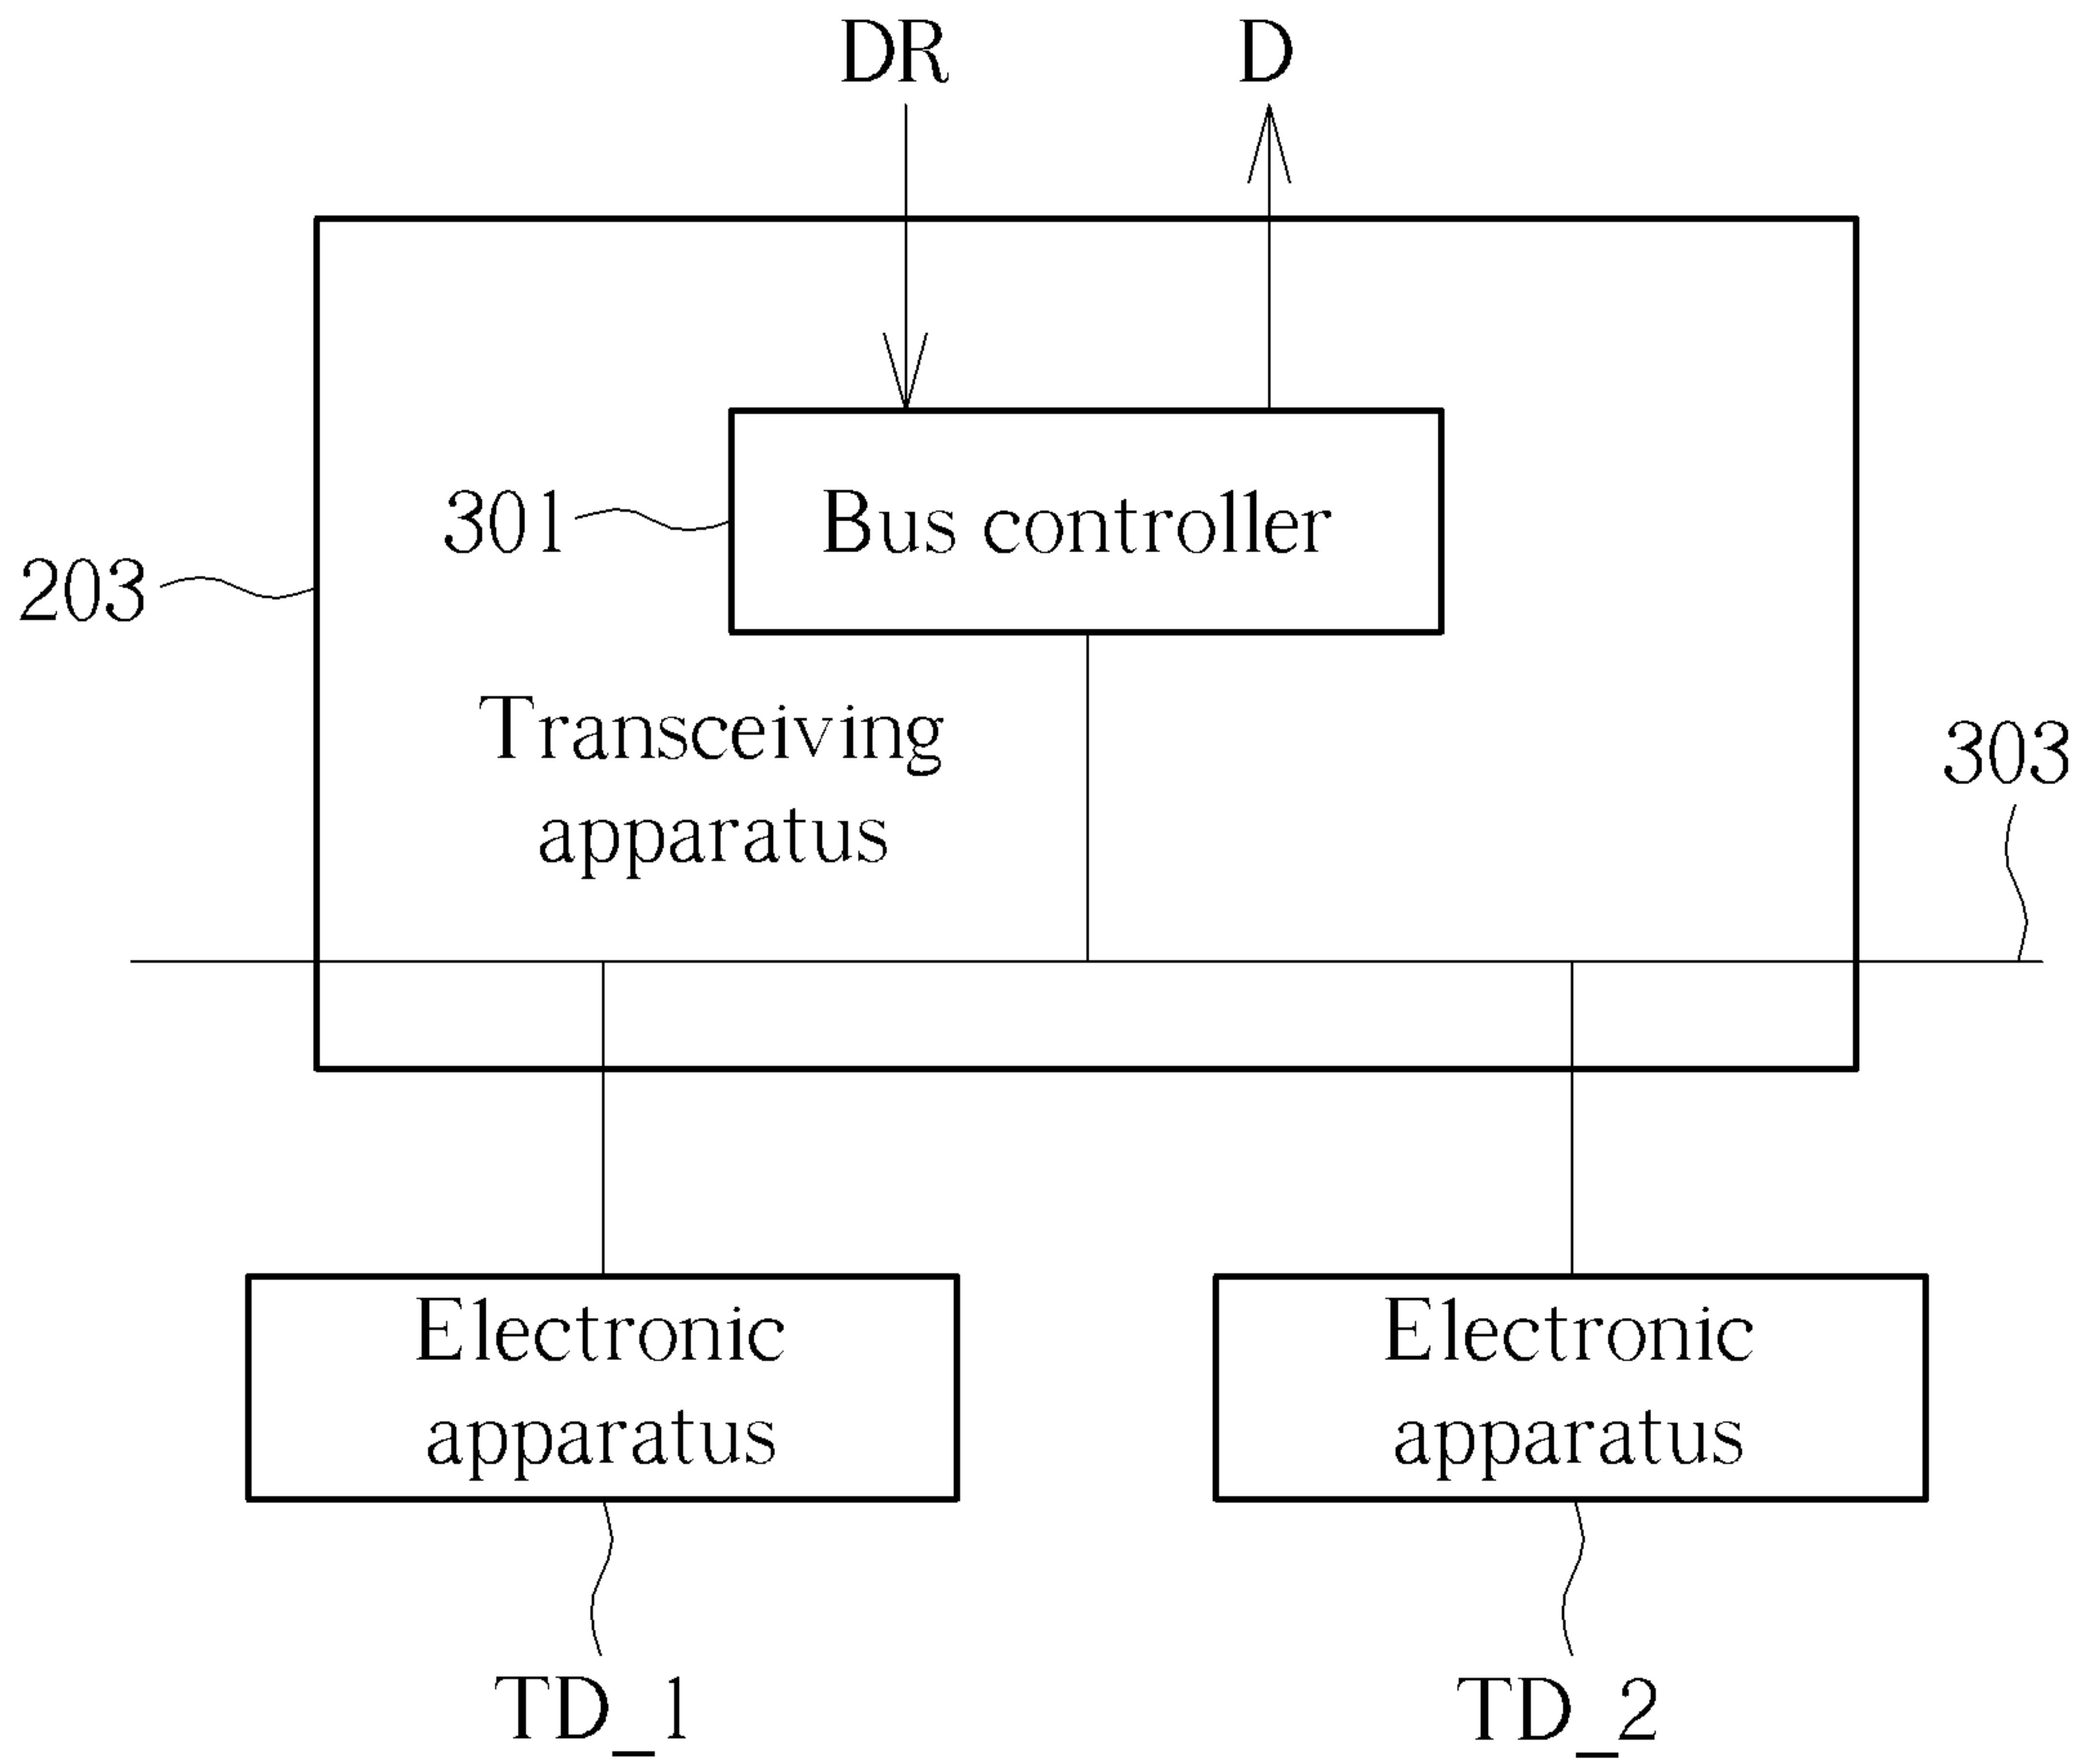 DR
D
301
Bus controller
203
Transceiving
apparatus
303
Electronic
apparatus
Electronic
apparatus
TD_1
TD_2